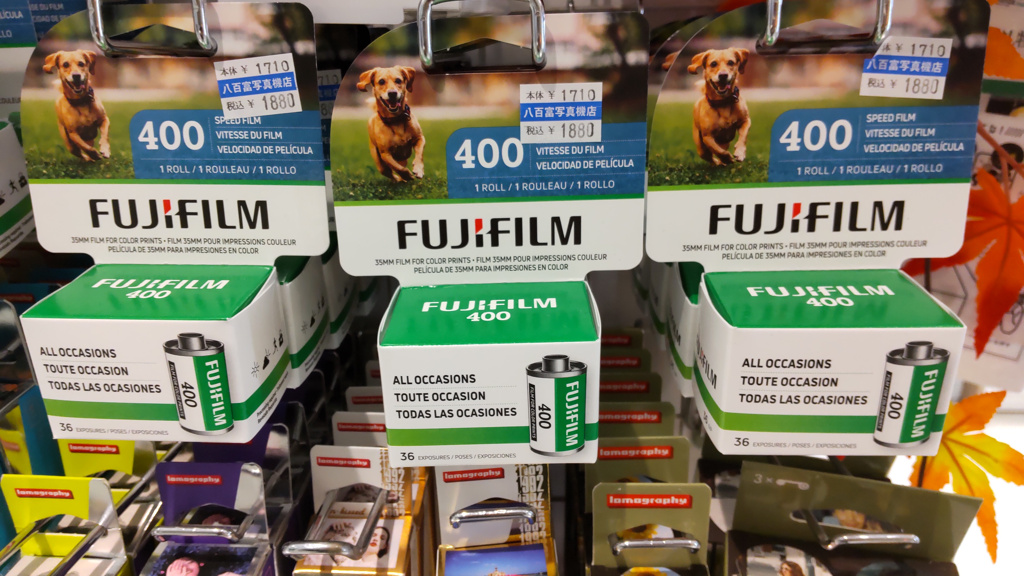 本体 ¥ 1710
八百富写真機店
税込 ¥ 1880
400
SPEED FILM
VITESSE DU FILM
VELOCIDAD DE PELÍCULA
1 ROLL / 1 ROULEAU / 1 ROLLO
FUJIFILM
35MM FILM FOR COLOR PRINTS • FILM 35MM POUR IMPRESSIONS COULEUR
PELÍCULA DE 35MM PARA IMPRESIONES EN COLOR
FUJIFILM
400
ALL OCCASIONS
TOUTE OCCASION
TODAS LAS OCASIONES
36 EXPOSURES / POSES / EXPOSICIONES
400
FUJIFILM
本体 ¥ 1710
八百富写真機店
税込 ¥ 1880
400
VITESSE DU FILM
VELOCIDAD DE PELÍCULA
1 ROLL / 1 ROULEAU / 1 ROLLO
FUJIFILM
35MM FILM FOR COLOR PRINTS • FILM 35MM POUR IMPRESSIONS COULEUR
PELÍCULA DE 35MM PARA IMPRESIONES EN COLOR
FUJIFILM
400
ALL OCCASIONS
TOUTE OCCASION
TODAS LAS OCASIONES
36 EXPOSURES / POSES / EXPOSICIONES
400
FUJIFILM
本体 ¥ 1710
八百富写真機店
税込 ¥ 1880
400
SPEED FILM
VITESSE DU FILM
VELOCIDAD DE PELÍCULA
1 ROLL / 1 ROULEAU / 1 ROLLO
FUJIFILM
35MM FILM FOR COLOR PRINTS • FILM 35MM POUR IMPRESSIONS COULEUR
PELÍCULA DE 35MM PARA IMPRESIONES EN COLOR
FUJIFILM
400
ALL OCCASIONS
TOUTE OCCASION
TODAS LAS OCASIONES
36 EXPOSURES / POSES / EXPOSICIONES
400
FUJIFILM
lomography
lomography
lomography
lomography
lomography
lomography
lomography
lomography
1992
3×